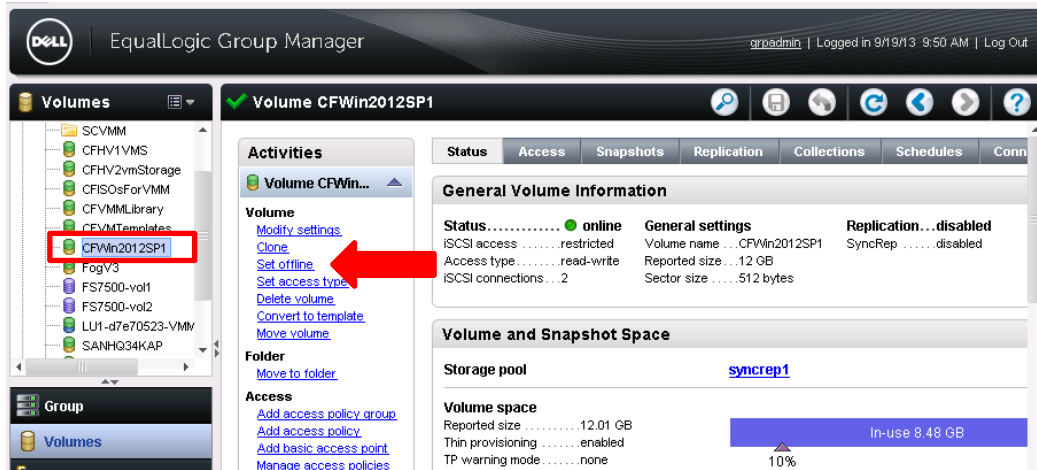 DELL
EqualLogic Group Manager
grpadmin | Logged in 9/19/13 9:50 AM | Log Out
Volumes
SCVMM
CFHV1VMS
CFHV2vmStorage
CFISOsForVMM
CFVMMLibrary
CFVMTemplates
CFWin2012SP1
FogV3
FS7500-vol1
FS7500-vol2
LU1-d7e70523-VMM
SANHQ34KAP
Group
Volumes
Volume CFWin2012SP1
Activities
Volume CFWin...
Volume
Modify settings
Clone
Set offline
Set access type
Delete volume
Convert to template
Move volume
Folder
Move to folder
Access
Add access policy group
Add access policy
Add basic access point
Manage access policies
Status Access Snapshots Replication Collections Schedules Conn
General Volume Information
Status............. online
iSCSI access .......restricted
Access type........read-write
iSCSI connections...2
General settings
Volume name ...CFWin2012SP1
Reported size...12 GB
Sector size .....512 bytes
Replication...disabled
SyncRep ......disabled
Volume and Snapshot Space
Storage pool syncrep1
Volume space
Reported size ..........12.01 GB
Thin provisioning .......enabled
TP warning mode.......none
In-use 8.48 GB
10%